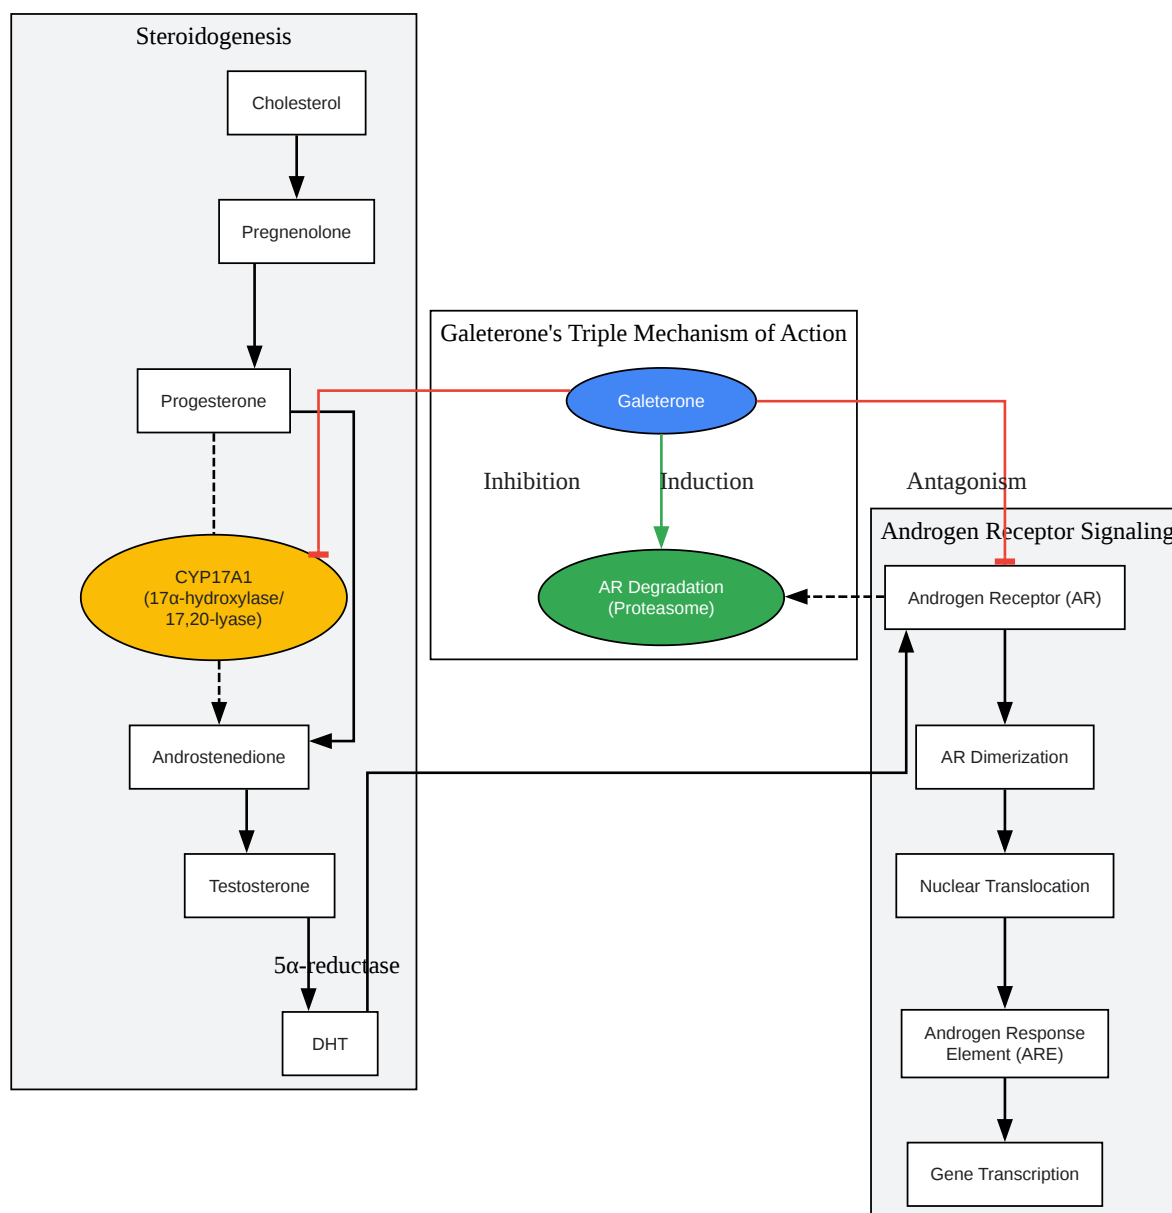 Steroidogenesis
Cholesterol
Pregnenolone
Progesterone
CYP17A1
(17α-hydroxylase/
17,20-lyase)
Androstenedione
Testosterone
5α-reductase
DHT
Galeterone's Triple Mechanism of Action
Galeterone
Inhibition
Induction
Antagonism
AR Degradation
(Proteasome)
Androgen Receptor Signaling
Androgen Receptor (AR)
AR Dimerization
Nuclear Translocation
Androgen Response
Element (ARE)
Gene Transcription